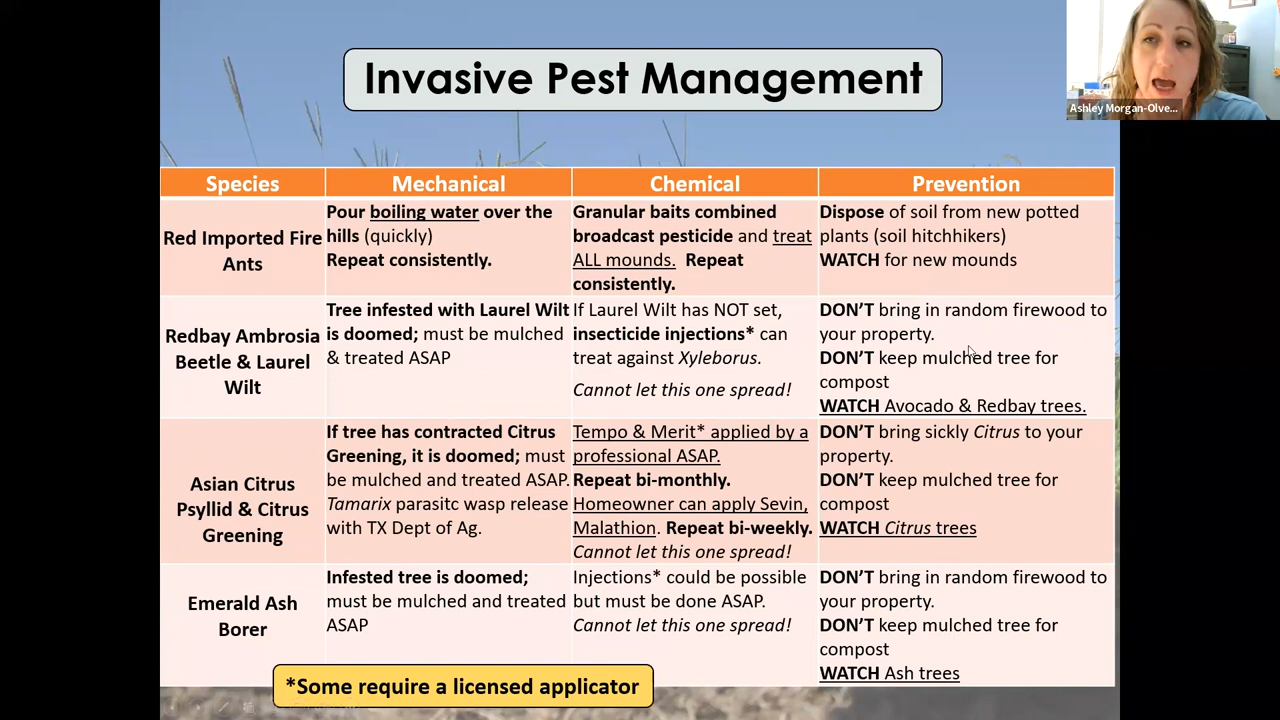 Invasive Pest Management
Ashley Morgan-Olve...
Species
Mechanical
Chemical
Prevention
Red Imported Fire
Ants
Pour boiling water over the
hills (quickly)
Repeat consistently.
Granular baits combined
broadcast pesticide and treat
ALL mounds. Repeat
consistently.
Dispose of soil from new potted
plants (soil hitchhikers)
WATCH for new mounds
Redbay Ambrosia
Beetle & Laurel
Wilt
Tree infested with Laurel Wilt
is doomed; must be mulched
& treated ASAP
If Laurel Wilt has NOT set,
insecticide injections* can
treat against Xyleborus.
Cannot let this one spread!
DON'T bring in random firewood to
your property.
DON'T keep mulched tree for
compost
WATCH Avocado & Redbay trees.
Asian Citrus
Psyllid & Citrus
Greening
If tree has contracted Citrus
Greening, it is doomed; must
be mulched and treated ASAP.
Tamarix parasitc wasp release
with TX Dept of Ag.
Tempo & Merit* applied by a
professional ASAP.
Repeat bi-monthly.
Homeowner can apply Sevin,
Malathion. Repeat bi-weekly.
Cannot let this one spread!
DON'T bring sickly Citrus to your
property.
DON'T keep mulched tree for
compost
WATCH Citrus trees
Emerald Ash
Borer
Infested tree is doomed;
must be mulched and treated
ASAP
Injections* could be possible
but must be done ASAP.
Cannot let this one spread!
DON'T bring in random firewood to
your property.
DON'T keep mulched tree for
compost
WATCH Ash trees
*Some require a licensed applicator